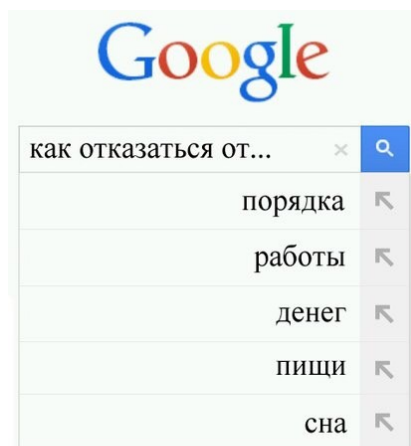 Google
как отказаться от...
порядка
работы
денег
пищи
сна